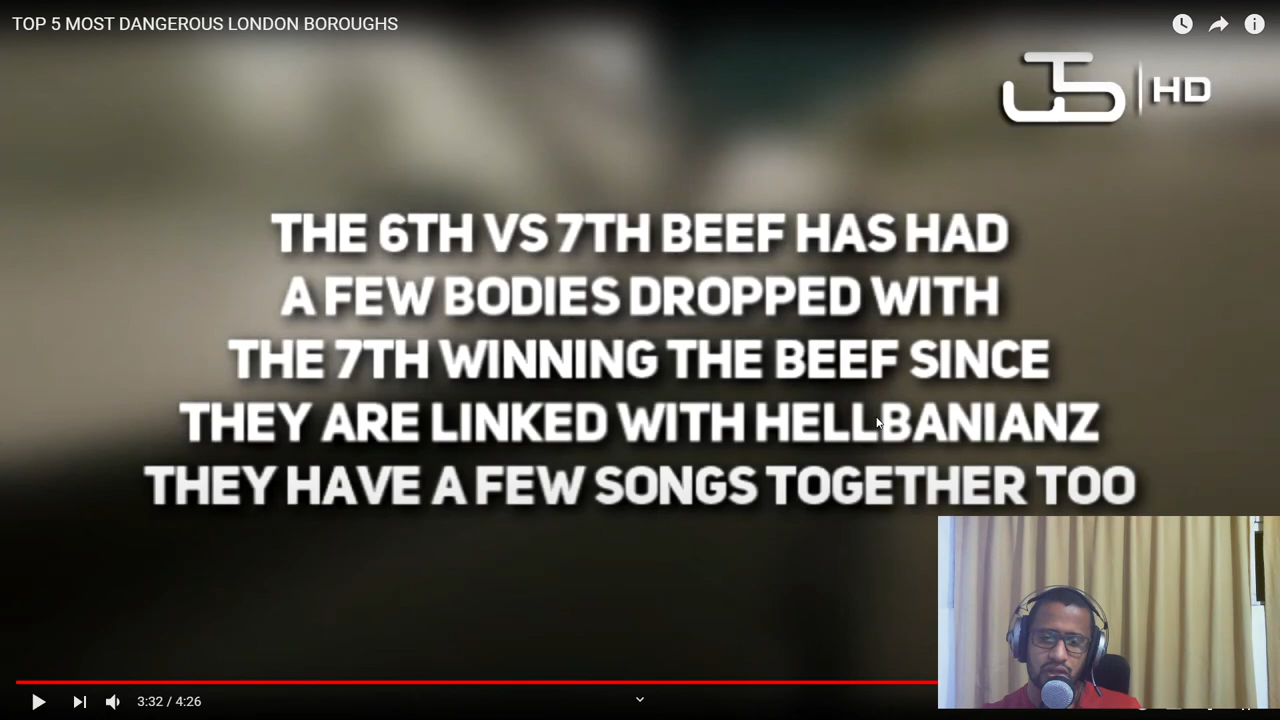 TOP 5 MOST DANGEROUS LONDON BOROUGHS
JTS | HD
THE 6TH VS 7TH BEEF HAS HAD
A FEW BODIES DROPPED WITH
THE 7TH WINNING THE BEEF SINCE
THEY ARE LINKED WITH HELLBANIANZ
THEY HAVE A FEW SONGS TOGETHER TOO
3:32 / 4:26